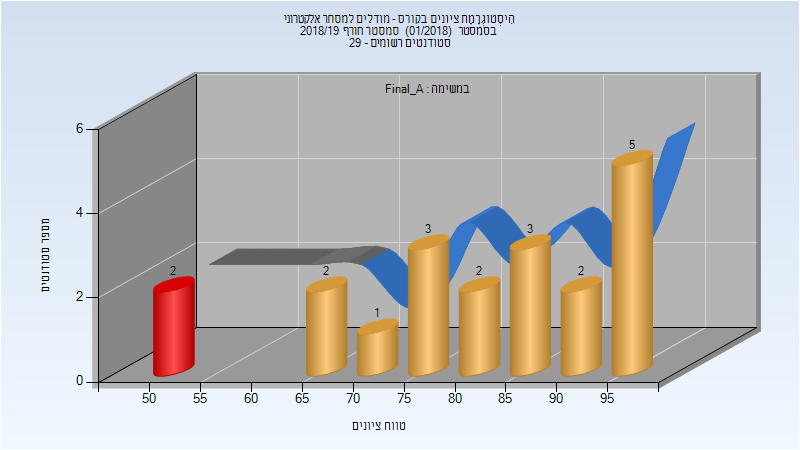 היסטוגרמת ציונים בקורס - מודלים למסחר אלקטרוני
בסמסטר (01/2018) סמסטר חורף 2018/19
סטודנטים רשומים - 29
במשימה : Final_A
6
4
2
0
מספר סטודנטים
2
2
1
3
2
3
2
5
50 55 60 65 70 75 80 85 90 95
טווח ציונים